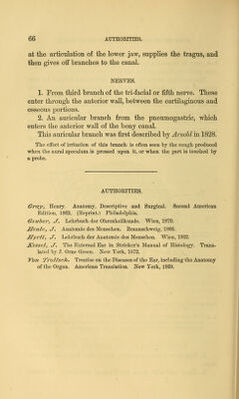 66 AUTHORITIES.
at the articulation of the lower jaw, supplies the tragus, and
then gives off branches to the canal.
NERVES.
1. From third branch of the tri-facial or fifth nerve. These
enter through the anterior wall, between the cartilaginous and
osseous portions.
2. An auricular branch from the pneumogastric, which
enters the anterior wall of the bony canal.
This auricular branch was first described by Arnold in 1828.
The effect of irritation of this branch is often seen by the cough produced
when the aural speculum is pressed upon it, or when the part is touched by
a probe.
AUTHORITIES.
Gray, Henry. Anatomy, Descriptive and Surgical. Second American
Edition, 1862. (Reprint.) Philadelphia.
Gruber, J. Lehrbuch der Ohrenheilkunde. Wien, 1870.
Henle, J. Anatomie des Menschen. Braunschweig, 1866.
Hyrtl, J. Lehrbuch der Anatomie des Menschen. Wien, 1862.
Kessel, J. The External Ear in Stricker's Manual of Histology. Trans-
lated by J. Orne Green. New York, 1872.
Von Troltsch. Treatise on the Diseases of the Ear, including the Anatomy
of the Organ. American Translation. New York, 1869.